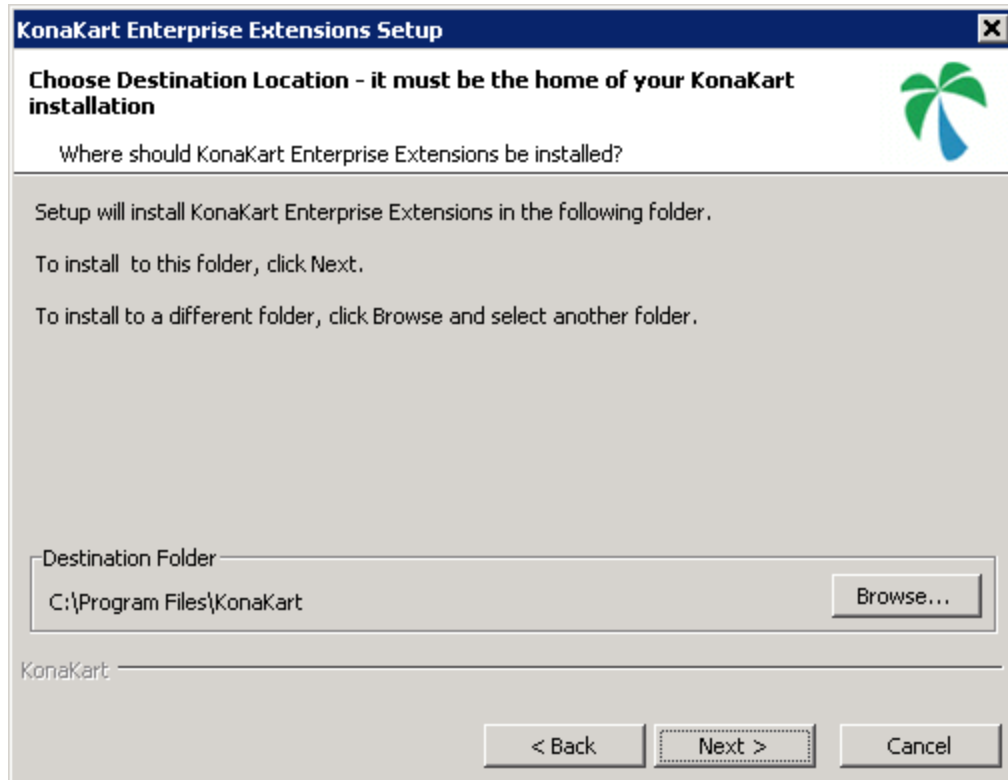 KonaKart Enterprise Extensions Setup
Choose Destination Location - it must be the home of your KonaKart
installation
Where should KonaKart Enterprise Extensions be installed?
Setup will install KonaKart Enterprise Extensions in the following folder.
To install  to this folder, click Next.
To install to a different folder, click Browse and select another folder.
Destination Folder
C:\Program Files\KonaKart
Browse...
KonaKart
< Back
Next >
Cancel